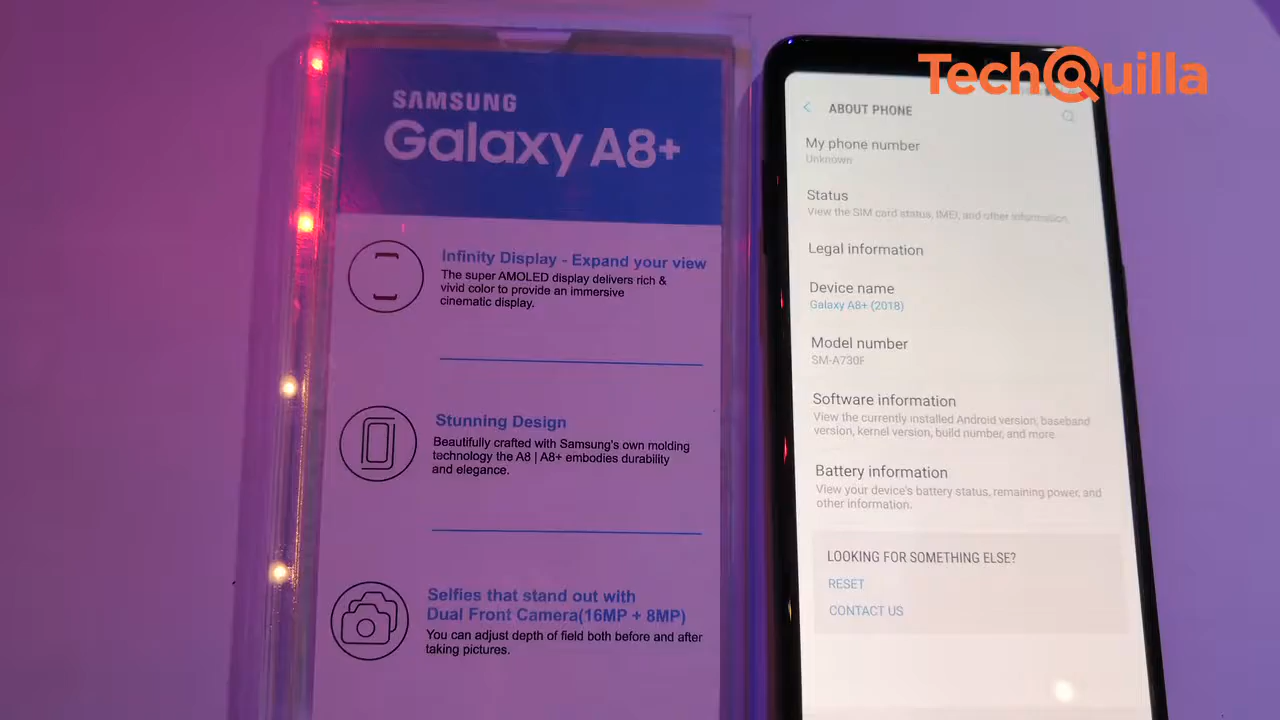 TechQuilla
SAMSUNG
Galaxy A8+
Infinity Display - Expand your view
The super AMOLED display delivers rich &
vivid color to provide an immersive
cinematic display.
Stunning Design
Beautifully crafted with Samsung's own molding
technology the A8 | A8+ embodies durability
and elegance.
Selfies that stand out with
Dual Front Camera(16MP + 8MP)
You can adjust depth of field both before and after
taking pictures.
ABOUT PHONE
My phone number
Unknown
Status
View the SIM card status, IMEI, and other information.
Legal information
Device name
Galaxy A8+ (2018)
Model number
SM-A730F
Software information
View the currently installed Android version, baseband
version, kernel version, build number, and more
Battery information
View your device's battery status, remaining power, and
other information.
LOOKING FOR SOMETHING ELSE?
RESET
CONTACT US